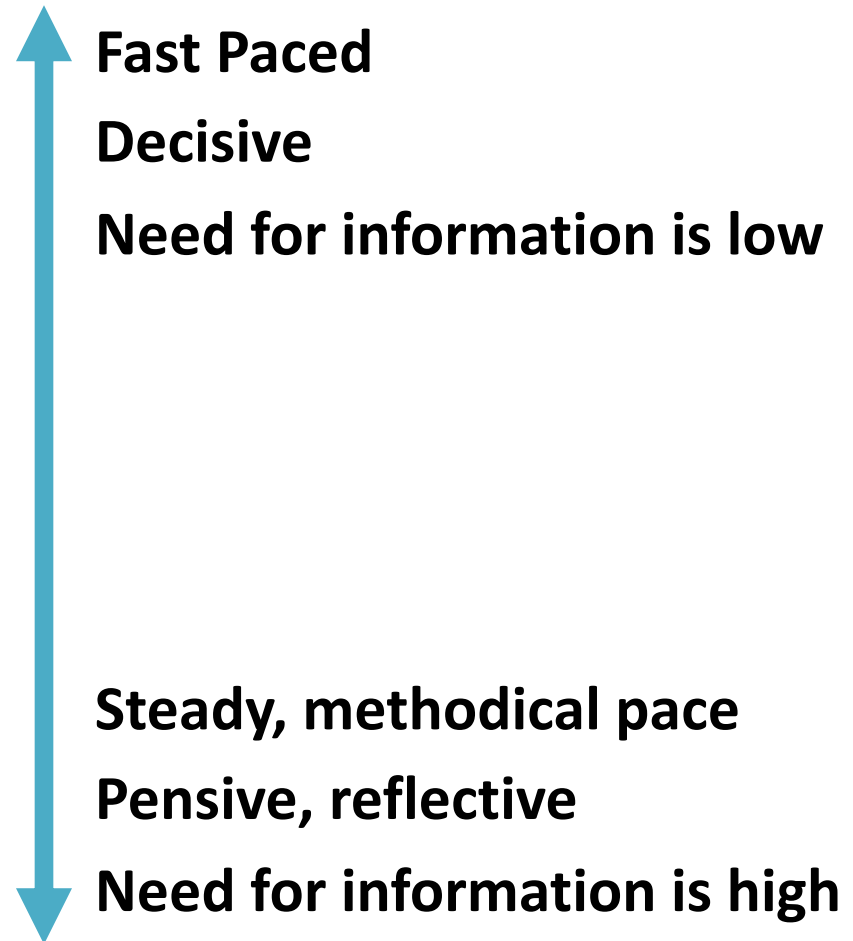 Fast Paced
Decisive
Need for information is low
Steady, methodical pace
Pensive, reflective
Need for information is high